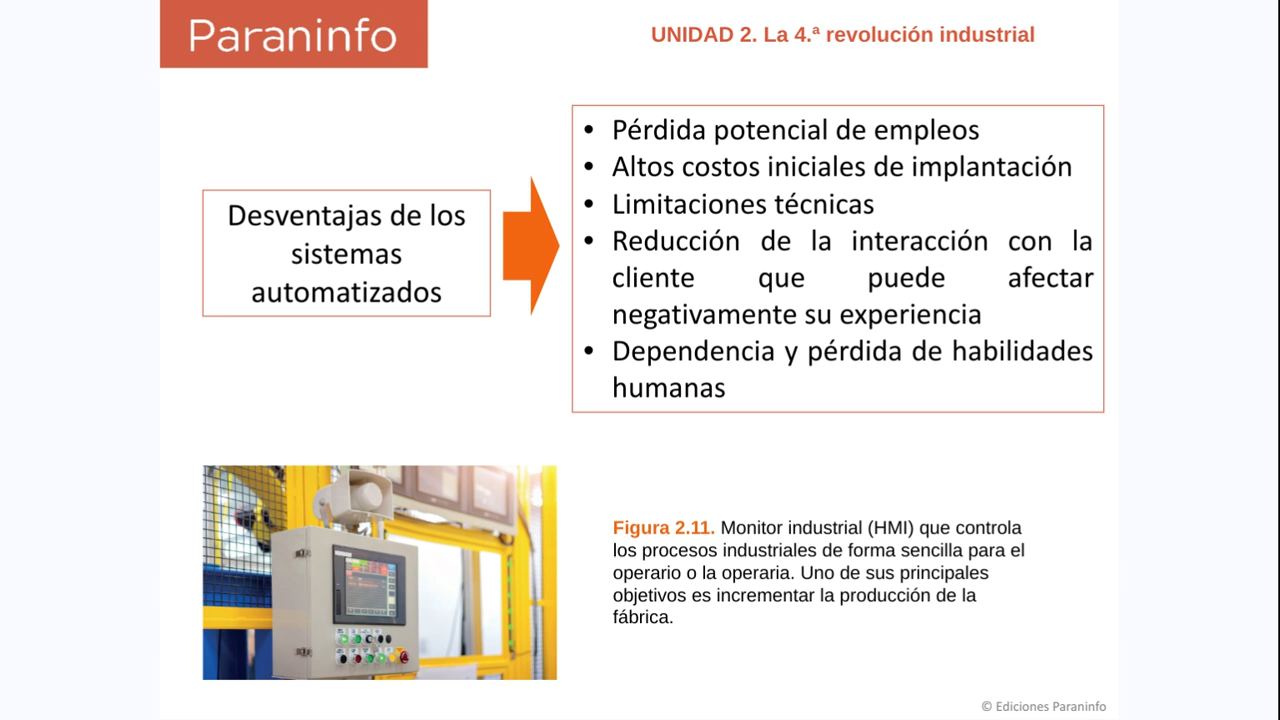 Paraninfo
UNIDAD 2. La 4.ª revolución industrial
Desventajas de los
sistemas
automatizados
• Pérdida potencial de empleos
• Altos costos iniciales de implantación
• Limitaciones técnicas
• Reducción de la interacción con la
cliente que puede afectar
negativamente su experiencia
• Dependencia y pérdida de habilidades
humanas
Figura 2.11. Monitor industrial (HMI) que controla
los procesos industriales de forma sencilla para el
operario o la operaria. Uno de sus principales
objetivos es incrementar la producción de la
fábrica.
© Ediciones Paraninfo